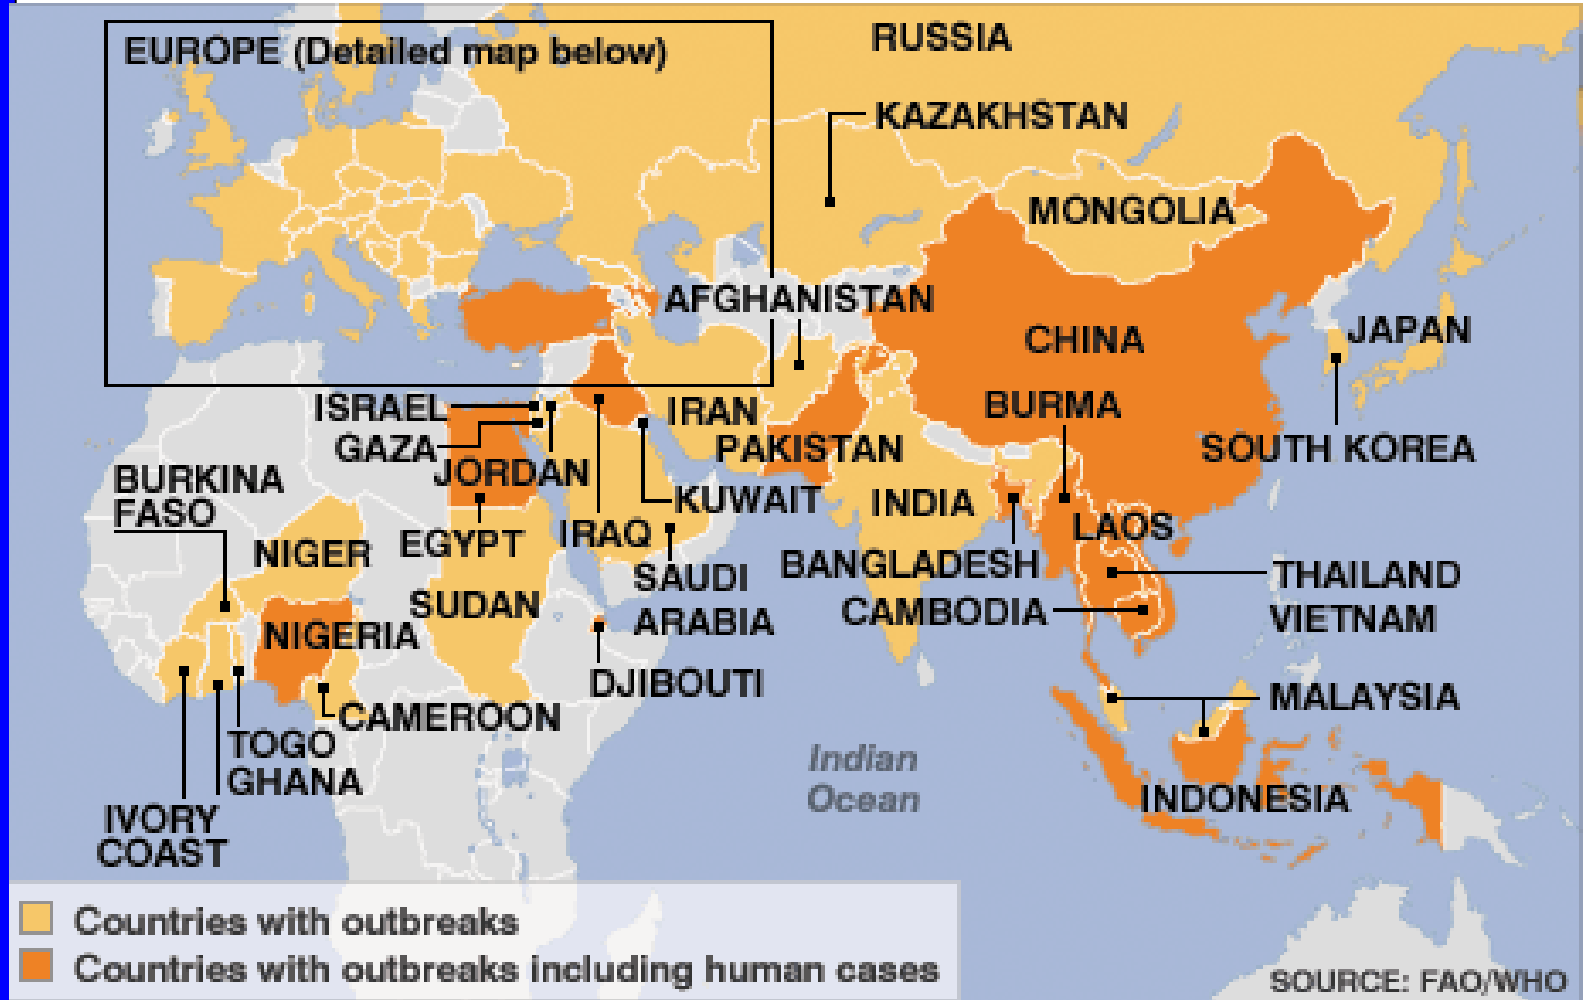 EUROPE (Detailed map below)
RUSSIA
KAZAKHSTAN
MONGOLIA
AFGHANISTAN
CHINA
JAPAN
ISRAEL
IRAN
BURMA
GAZA
PAKISTAN
SOUTH KOREA
JORDAN
BURKINA
FASO
KUWAIT
INDIA
LAOS
NIGER
EGYPT
IRAQ
BANGLADESH
SAUDI
ARABIA
THAILAND
SUDAN
CAMBODIA
VIETNAM
NIGERIA
DJIBOUTI
MALAYSIA
CAMEROON
TOGO
GHANA
Indian
Ocean
INDONESIA
IVORY
COAST
Countries with outbreaks
Countries with outbreaks including human cases
SOURCE: FAO/WHO